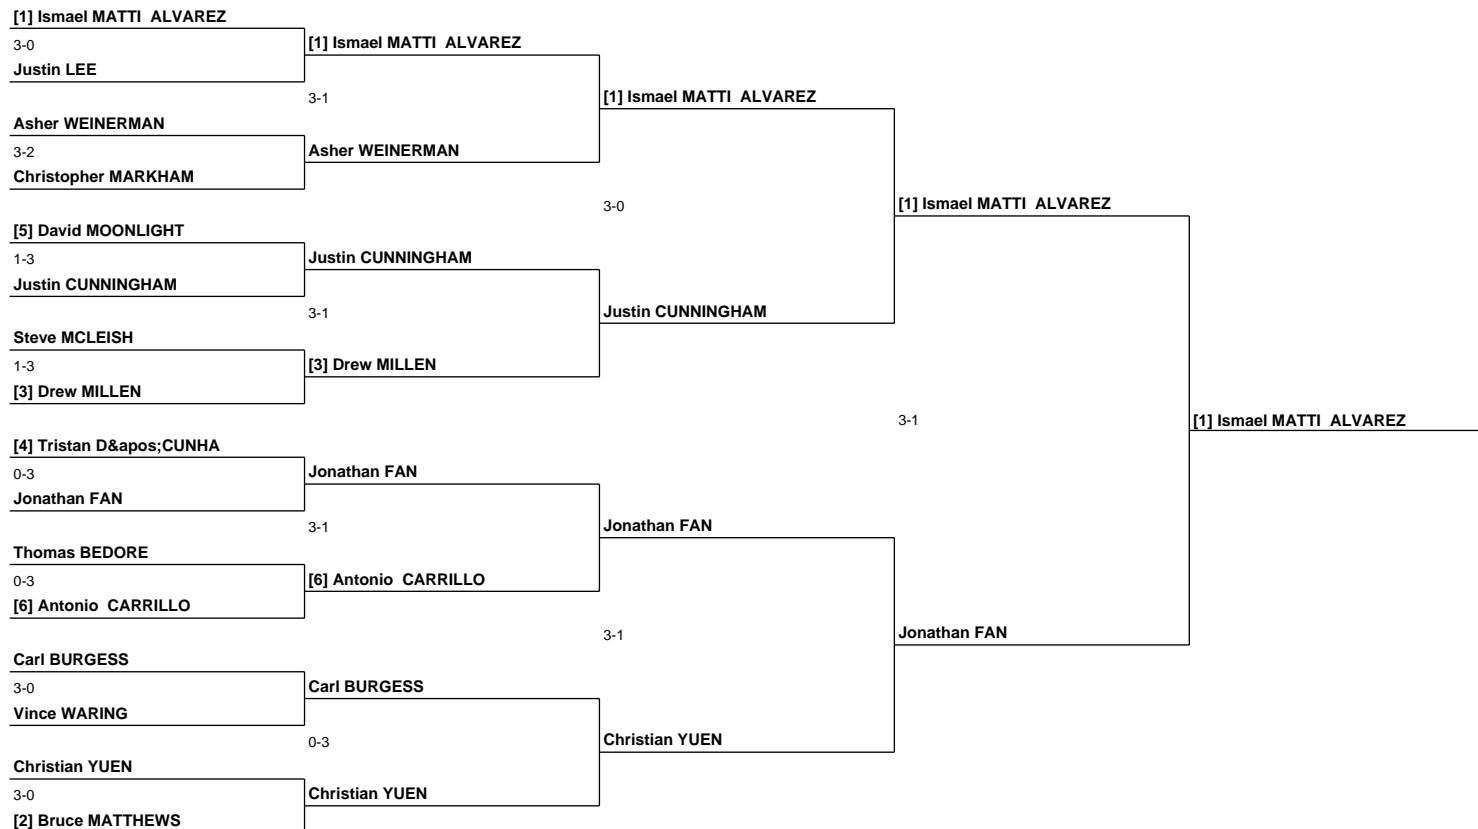 [1] Ismael MATTI  ALVAREZ
3-0
Justin LEE
Asher WEINERMAN
3-2
Christopher MARKHAM
[5] David MOONLIGHT
1-3
Justin CUNNINGHAM
Steve MCLEISH
1-3
[3] Drew MILLEN
[4] Tristan D&apos;CUNHA
0-3
Jonathan FAN
Thomas BEDORE
0-3
[6] Antonio  CARRILLO
Carl BURGESS
3-0
Vince WARING
Christian YUEN
3-0
[2] Bruce MATTHEWS
[1] Ismael MATTI  ALVAREZ
3-1
Asher WEINERMAN
Justin CUNNINGHAM
3-1
[3] Drew MILLEN
Jonathan FAN
3-1
[6] Antonio  CARRILLO
Carl BURGESS
0-3
Christian YUEN
[1] Ismael MATTI  ALVAREZ
3-0
Justin CUNNINGHAM
Jonathan FAN
3-1
Christian YUEN
[1] Ismael MATTI  ALVAREZ
3-1
Jonathan FAN
[1] Ismael MATTI  ALVAREZ